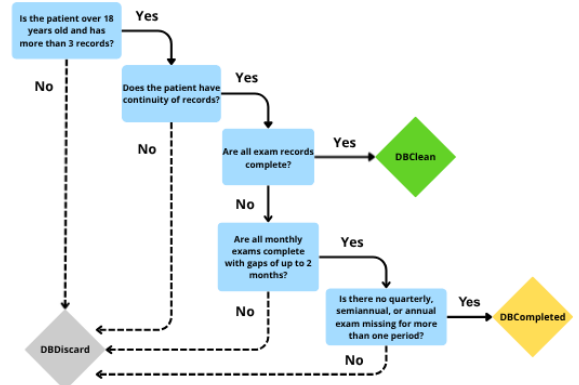 Is the patient over 18
years old and has
more than 3 records?
Yes
No
Does the patient have
continuity of records?
Yes
No
Are all exam records
complete?
Yes
DBClean
No
Are all monthly
exams complete
with gaps of up to 2
months?
Yes
No
Is there no quarterly,
semiannual, or annual
exam missing for more
than one period?
Yes
DBCompleted
No
DBDiscard